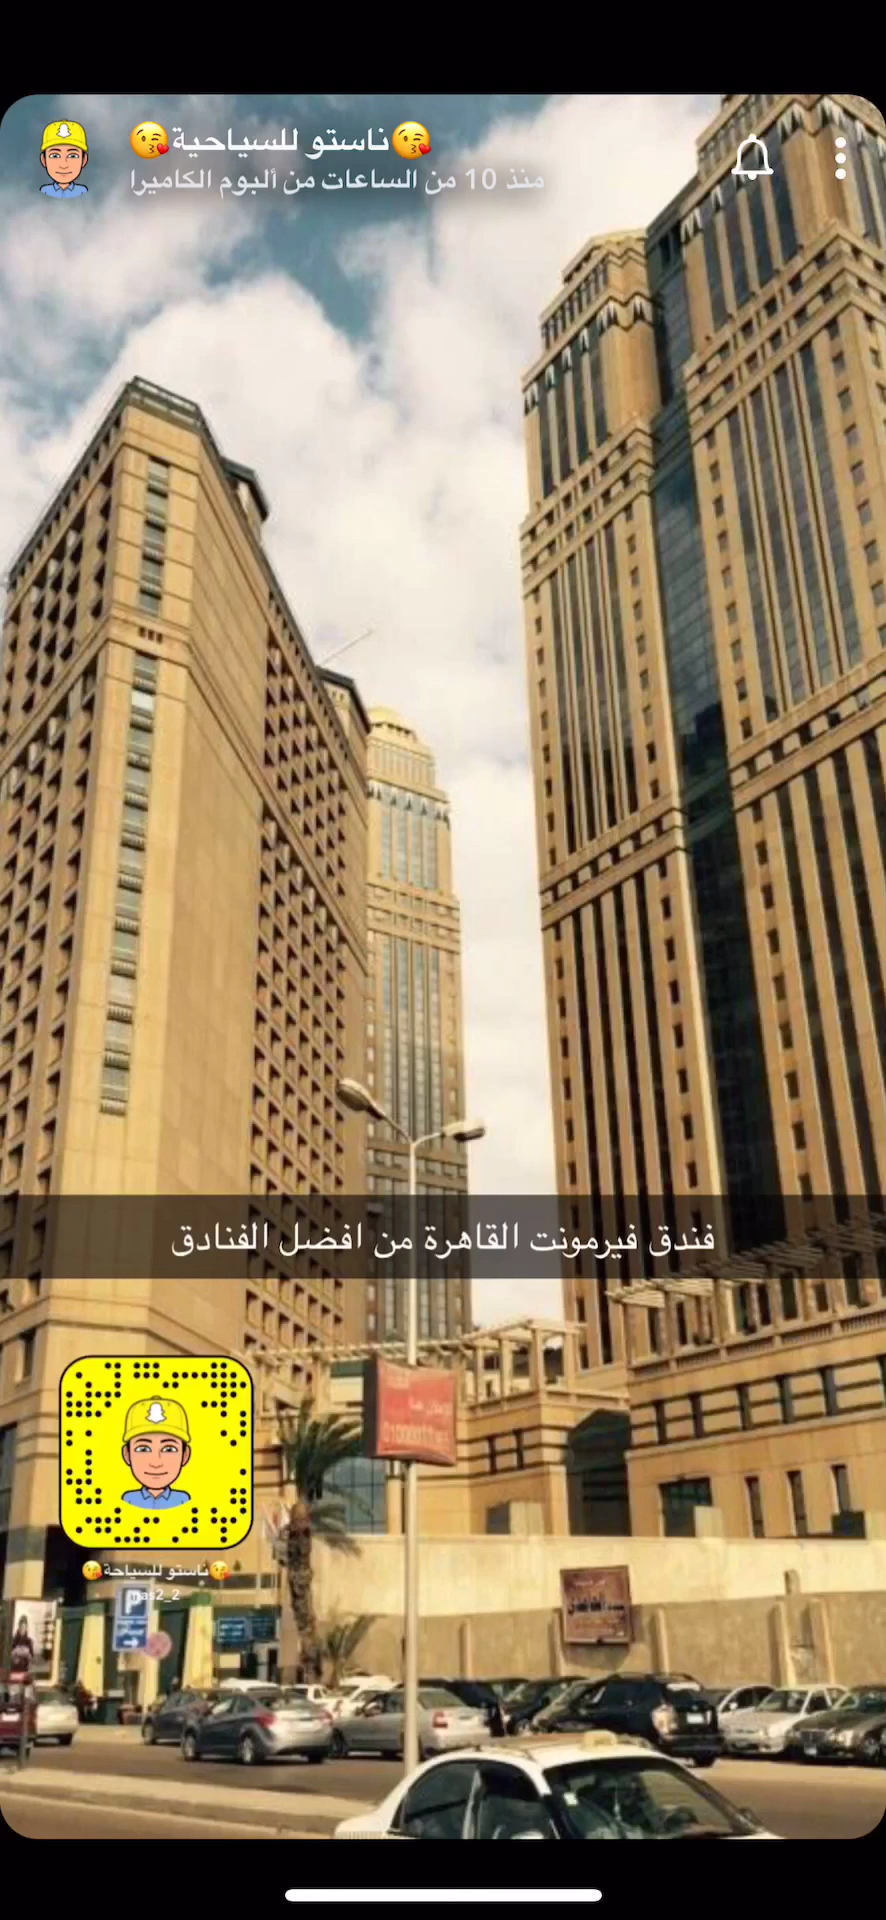 😘ناستو للسياحية😘
منذ 10 من الساعات من ألبوم الكاميرا
فندق فيرمونت القاهرة من افضل الفنادق
😘ناستو للسياحة😘
nas2_2
P